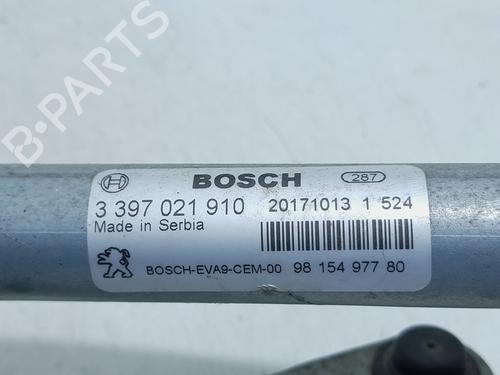 B-PARTS
BOSCH 287
3 397 021 910 20171013 1 524
Made in Serbia
BOSCH-EVA9-CEM-00 98 154 977 80